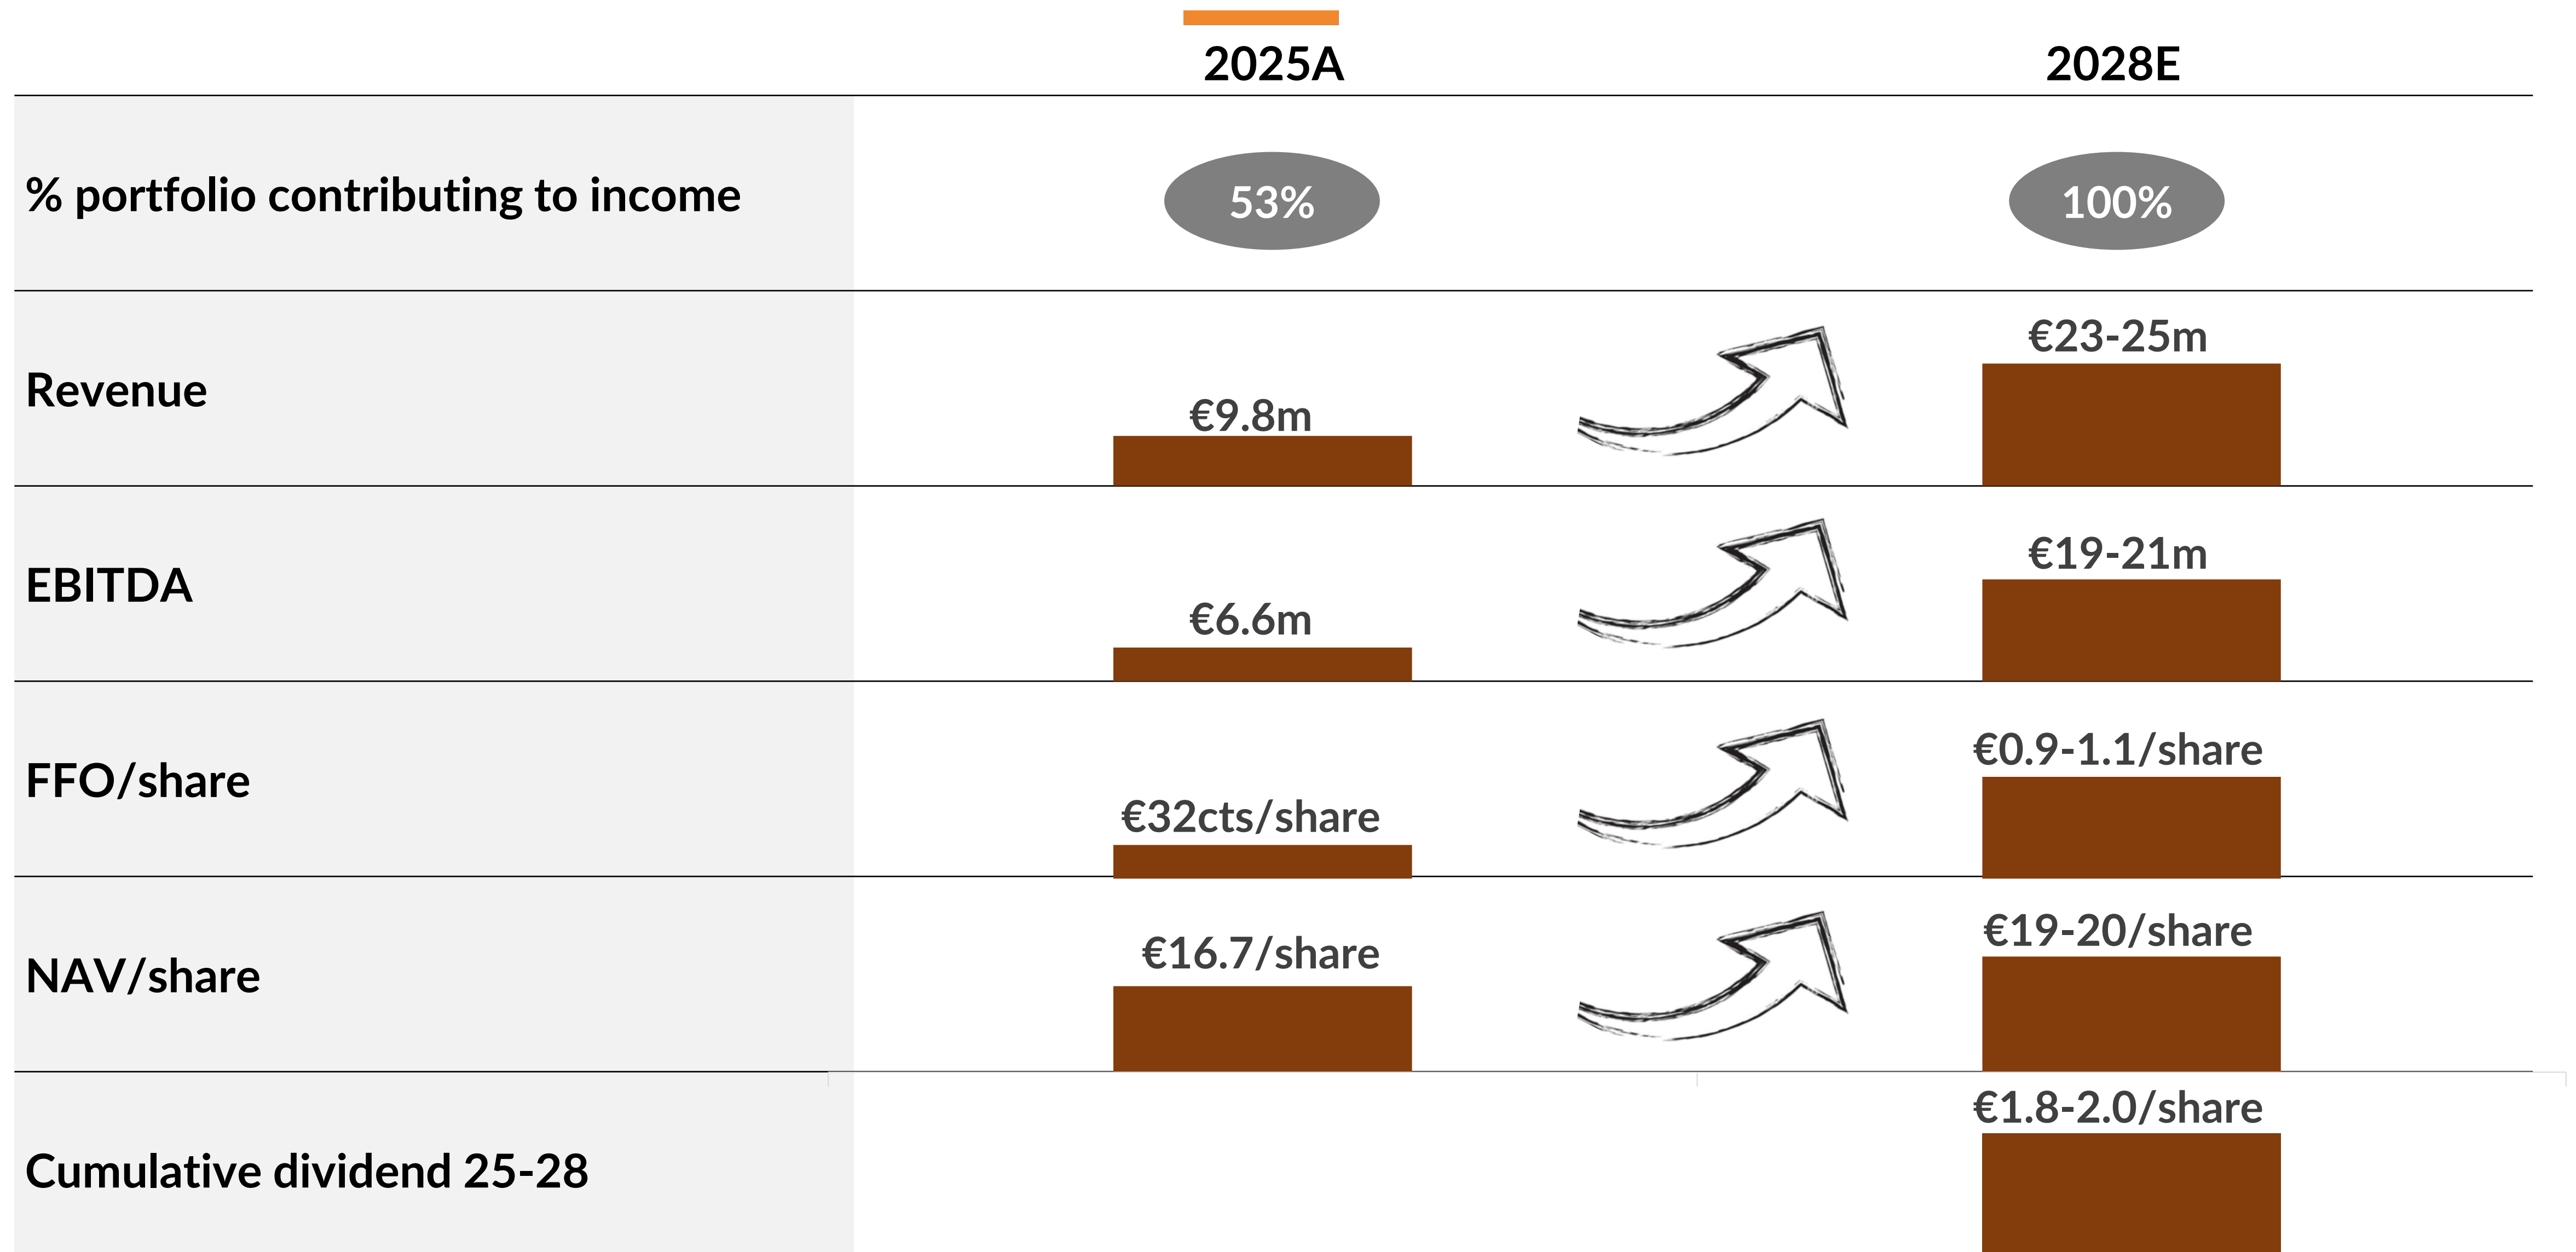 2025A 2028E
% portfolio contributing to income 53% 100%
Revenue €9.8m €23-25m
EBITDA €6.6m €19-21m
FFO/share €32cts/share €0.9-1.1/share
NAV/share €16.7/share €19-20/share
Cumulative dividend 25-28 €1.8-2.0/share